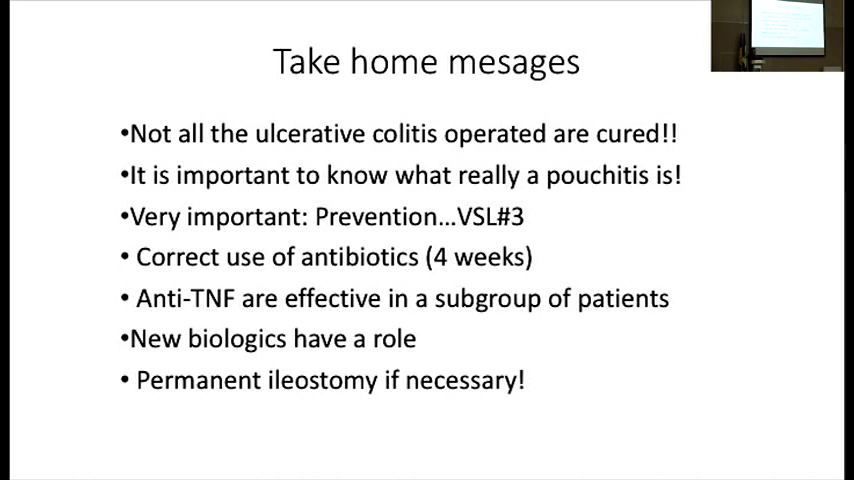 Take home mesages
•Not all the ulcerative colitis operated are cured!!
•It is important to know what really a pouchitis is!
•Very important: Prevention...VSL#3
• Correct use of antibiotics (4 weeks)
• Anti-TNF are effective in a subgroup of patients
•New biologics have a role
• Permanent ileostomy if necessary!